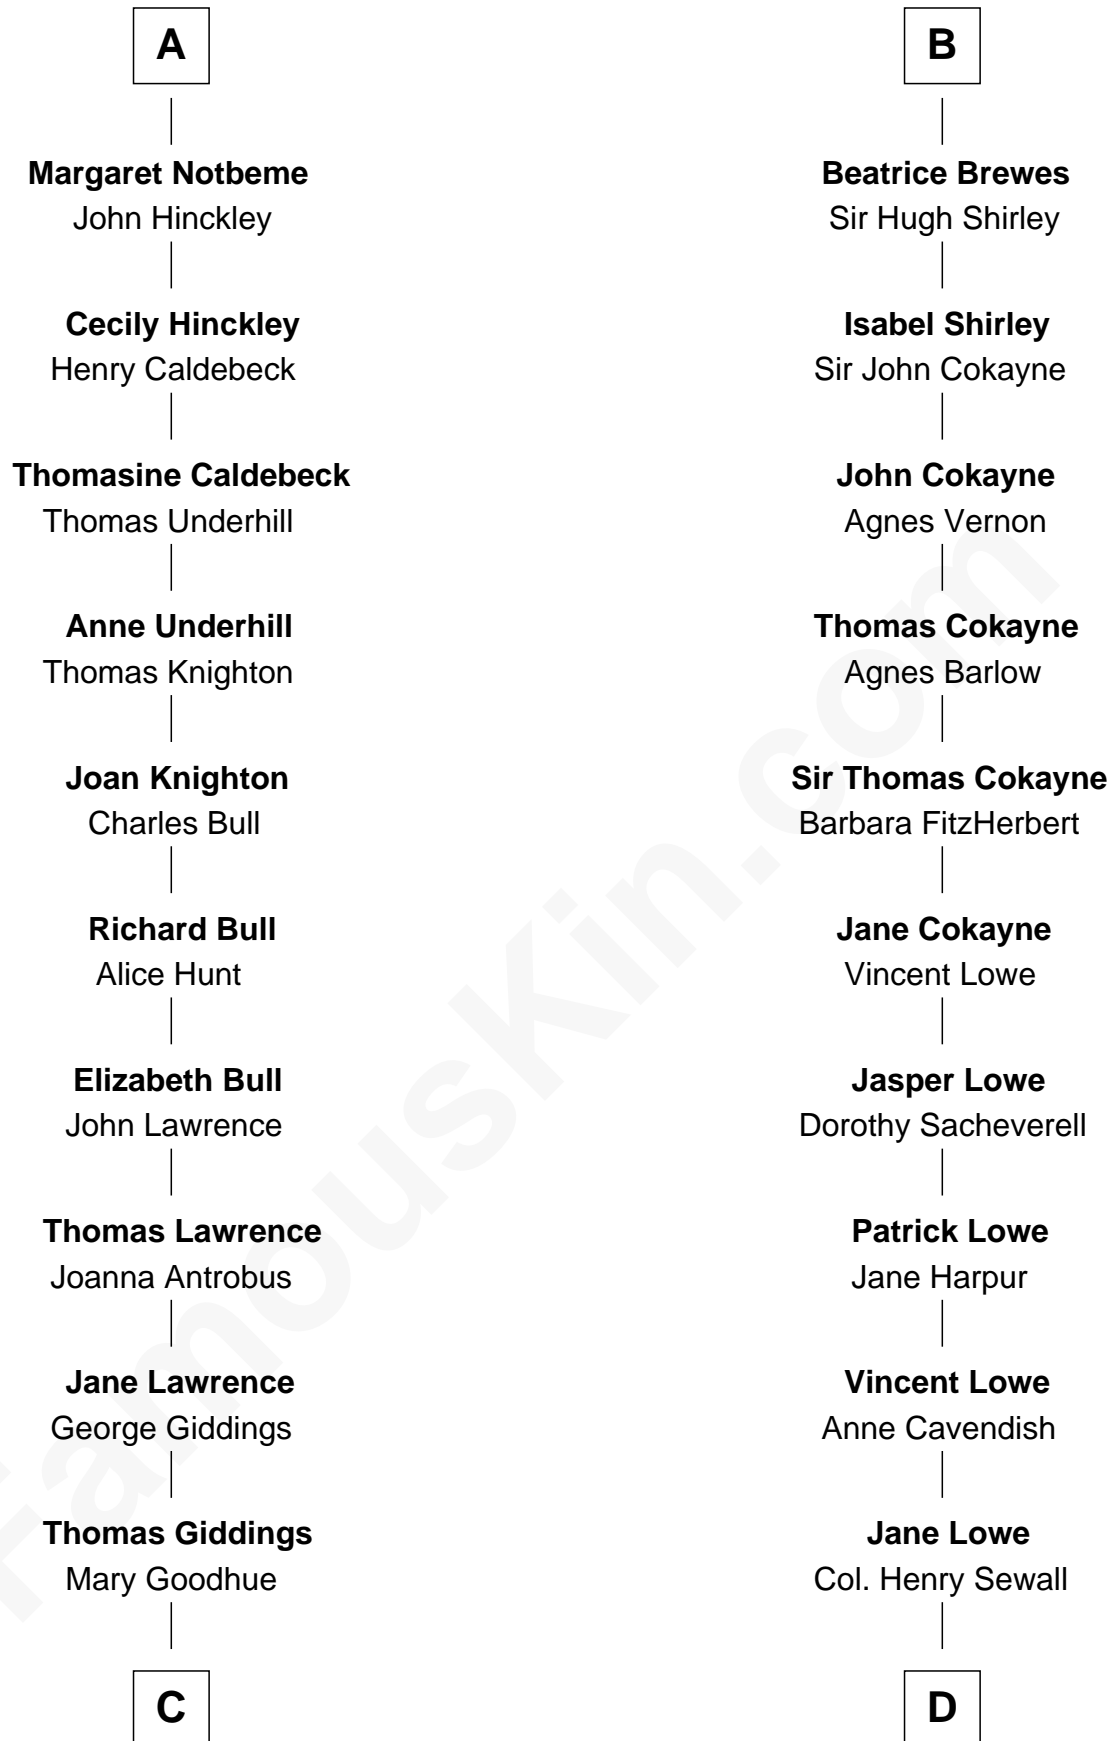 A
Margaret Notbeme
John Hinckley
Cecily Hinckley
Henry Caldebeck
Thomasine Caldebeck
Thomas Underhill
Anne Underhill
Thomas Knighton
Joan Knighton
Charles Bull
Richard Bull
Alice Hunt
Elizabeth Bull
John Lawrence
Thomas Lawrence
Joanna Antrobus
Jane Lawrence
George Giddings
Thomas Giddings
Mary Goodhue
C
B
Beatrice Brewes
Sir Hugh Shirley
Isabel Shirley
Sir John Cokayne
John Cokayne
Agnes Vernon
Thomas Cokayne
Agnes Barlow
Sir Thomas Cokayne
Barbara FitzHerbert
Jane Cokayne
Vincent Lowe
Jasper Lowe
Dorothy Sacheverell
Patrick Lowe
Jane Harpur
Vincent Lowe
Anne Cavendish
Jane Lowe
Col. Henry Sewall
D
FamousKin.com